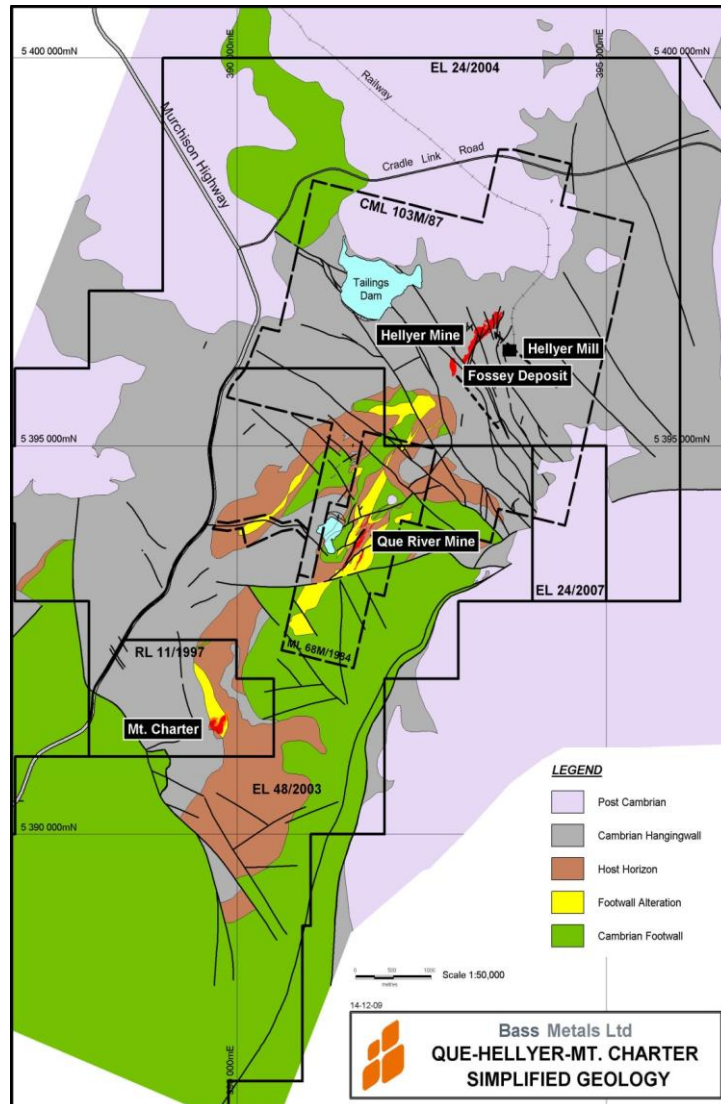 390 000mE
395 000mE
5 400 000mN
5 400 000mN
EL 24/2004
Railway
Murchison Highway
Cradle Link Road
CML 103M/87
Tailings
Dam
Hellyer Mine
Hellyer Mill
Fossey Deposit
5 395 000mN
5 395 000mN
Que River Mine
EL 24/2007
ML 68M/1984
RL 11/1997
Mt. Charter
EL 48/2003
5 390 000mN
LEGEND
Post Cambrian
Cambrian Hangingwall
Host Horizon
Footwall Alteration
Cambrian Footwall
0 500 1000
metres
Scale 1:50,000
14-12-09
Bass Metals Ltd
QUE-HELLYER-MT. CHARTER
SIMPLIFIED GEOLOGY